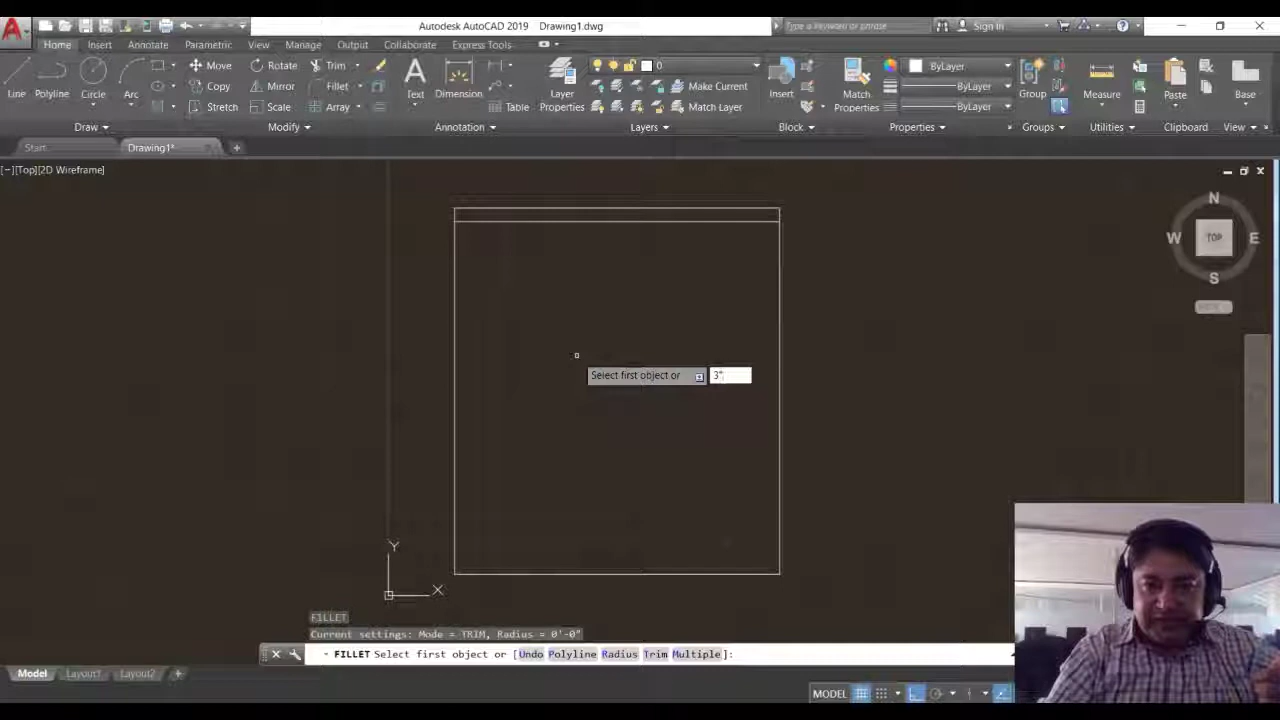 A Autodesk AutoCAD 2019 Drawing1.dwg Type a keyword or phrase Sign In
Home Insert Annotate Parametric View Manage Output Collaborate Express Tools
Line Polyline Circle Arc
Move Rotate Trim
Copy Mirror Fillet
Stretch Scale Array
Text Dimension Table
Layer Properties
0
Make Current
Match Layer
Insert
Match Properties
ByLayer
ByLayer
ByLayer
Group Measure Paste Base
Draw Modify Annotation Layers Block Properties Groups Utilities Clipboard View
Start Drawing1* +
[−][Top][2D Wireframe]
N
W TOP E
S
Select first object or 3"
Y
X
FILLET
Current settings: Mode = TRIM, Radius = 0'-0"
FILLET Select first object or [Undo Polyline Radius Trim Multiple]:
Model Layout1 Layout2 +
MODEL